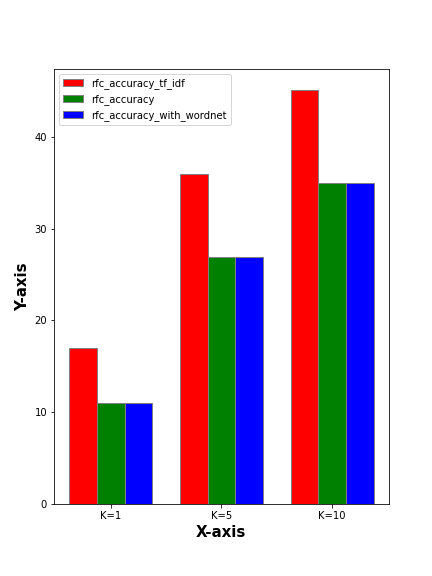 rfc_accuracy_tf_idf
rfc_accuracy
rfc_accuracy_with_wordnet
Y-axis
40
30
20
10
0
K=1 K=5 K=10
X-axis